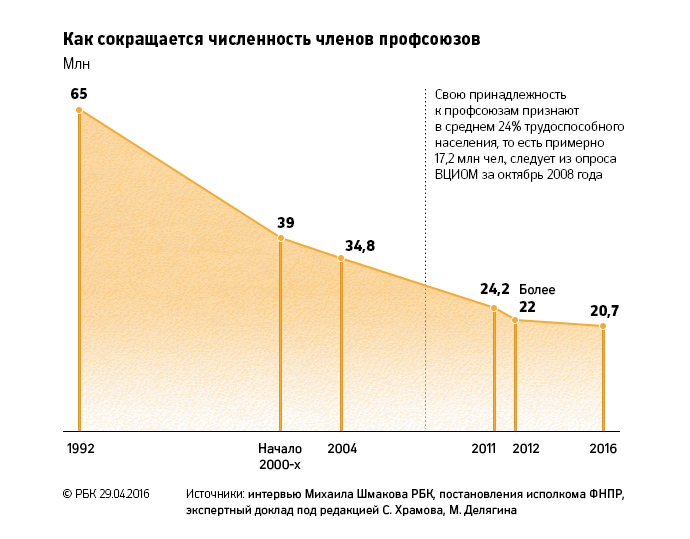 Как сокращается численность членов профсоюзов
Млн
65
Свою принадлежность
к профсоюзам признают
в среднем 24% трудоспособного
населения, то есть примерно
17,2 млн чел, следует из опроса
ВЦИОМ за октябрь 2008 года
39
34,8
24,2
Более
22
20,7
1992
Начало
2000-х
2004
2011
2012
2016
© РБК 29.04.2016
Источники: интервью Михаила Шмакова РБК, постановления исполкома ФНПР,
экспертный доклад под редакцией С. Храмова, М. Делягина